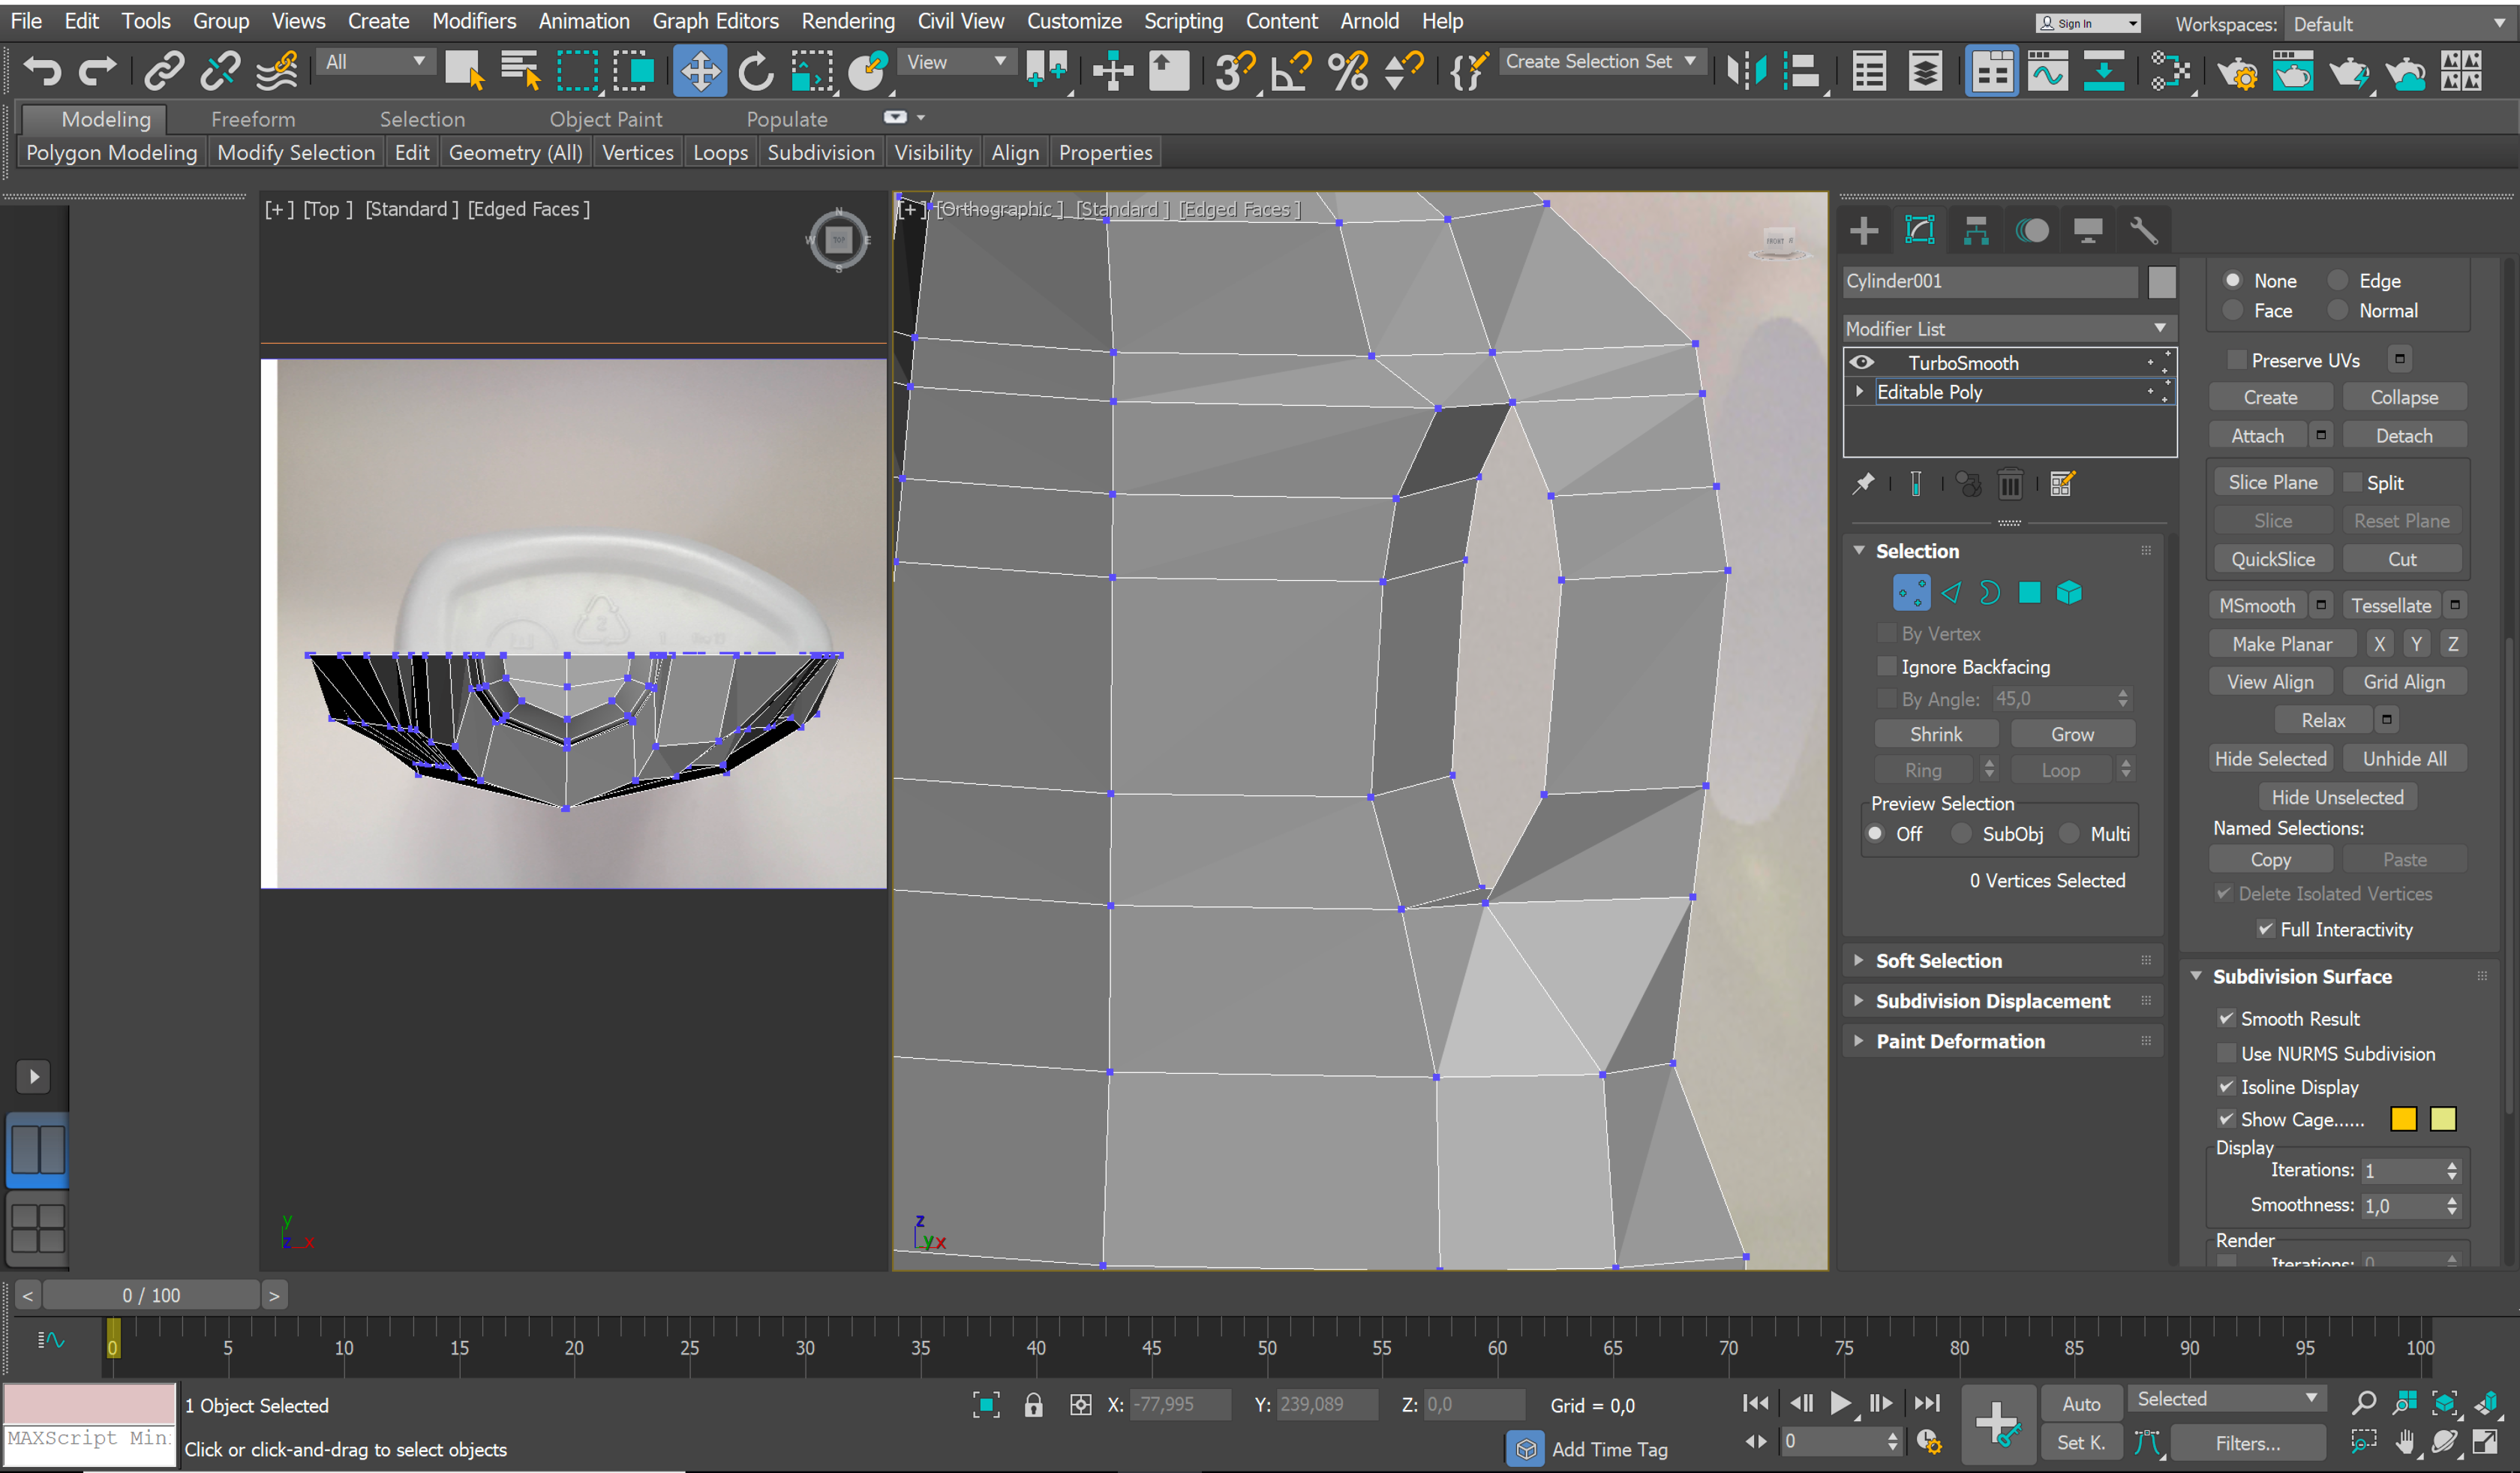 File Edit Tools Group Views Create Modifiers Animation Graph Editors Rendering Civil View Customize Scripting Content Arnold Help
Sign In
Workspaces: Default
All
View
Create Selection Set
Modeling Freeform Selection Object Paint Populate
Polygon Modeling Modify Selection Edit Geometry (All) Vertices Loops Subdivision Visibility Align Properties
[+] [Top ] [Standard ] [Edged Faces ]
N
W TOP E
S
[+] [Orthographic ] [Standard ] [Edged Faces ]
FRONT
2
y
z x
z
y x
Cylinder001
Modifier List
TurboSmooth
Editable Poly
Selection
By Vertex
Ignore Backfacing
By Angle: 45,0
Shrink Grow
Ring Loop
Preview Selection
Off SubObj Multi
0 Vertices Selected
Soft Selection
Subdivision Displacement
Paint Deformation
None Edge
Face Normal
Preserve UVs
Create Collapse
Attach Detach
Slice Plane Split
Slice Reset Plane
QuickSlice Cut
MSmooth Tessellate
Make Planar X Y Z
View Align Grid Align
Relax
Hide Selected Unhide All
Hide Unselected
Named Selections:
Copy Paste
Delete Isolated Vertices
Full Interactivity
Subdivision Surface
Smooth Result
Use NURMS Subdivision
Isoline Display
Show Cage......
Display
Iterations: 1
Smoothness: 1,0
Render
Iterations: 0
< 0 / 100 >
0 5 10 15 20 25 30 35 40 45 50 55 60 65 70 75 80 85 90 95 100
1 Object Selected
X: -77,995 Y: 239,089 Z: 0,0 Grid = 0,0
Auto Selected
MAXScript Min
Click or click-and-drag to select objects
Add Time Tag
0
Set K. Filters...